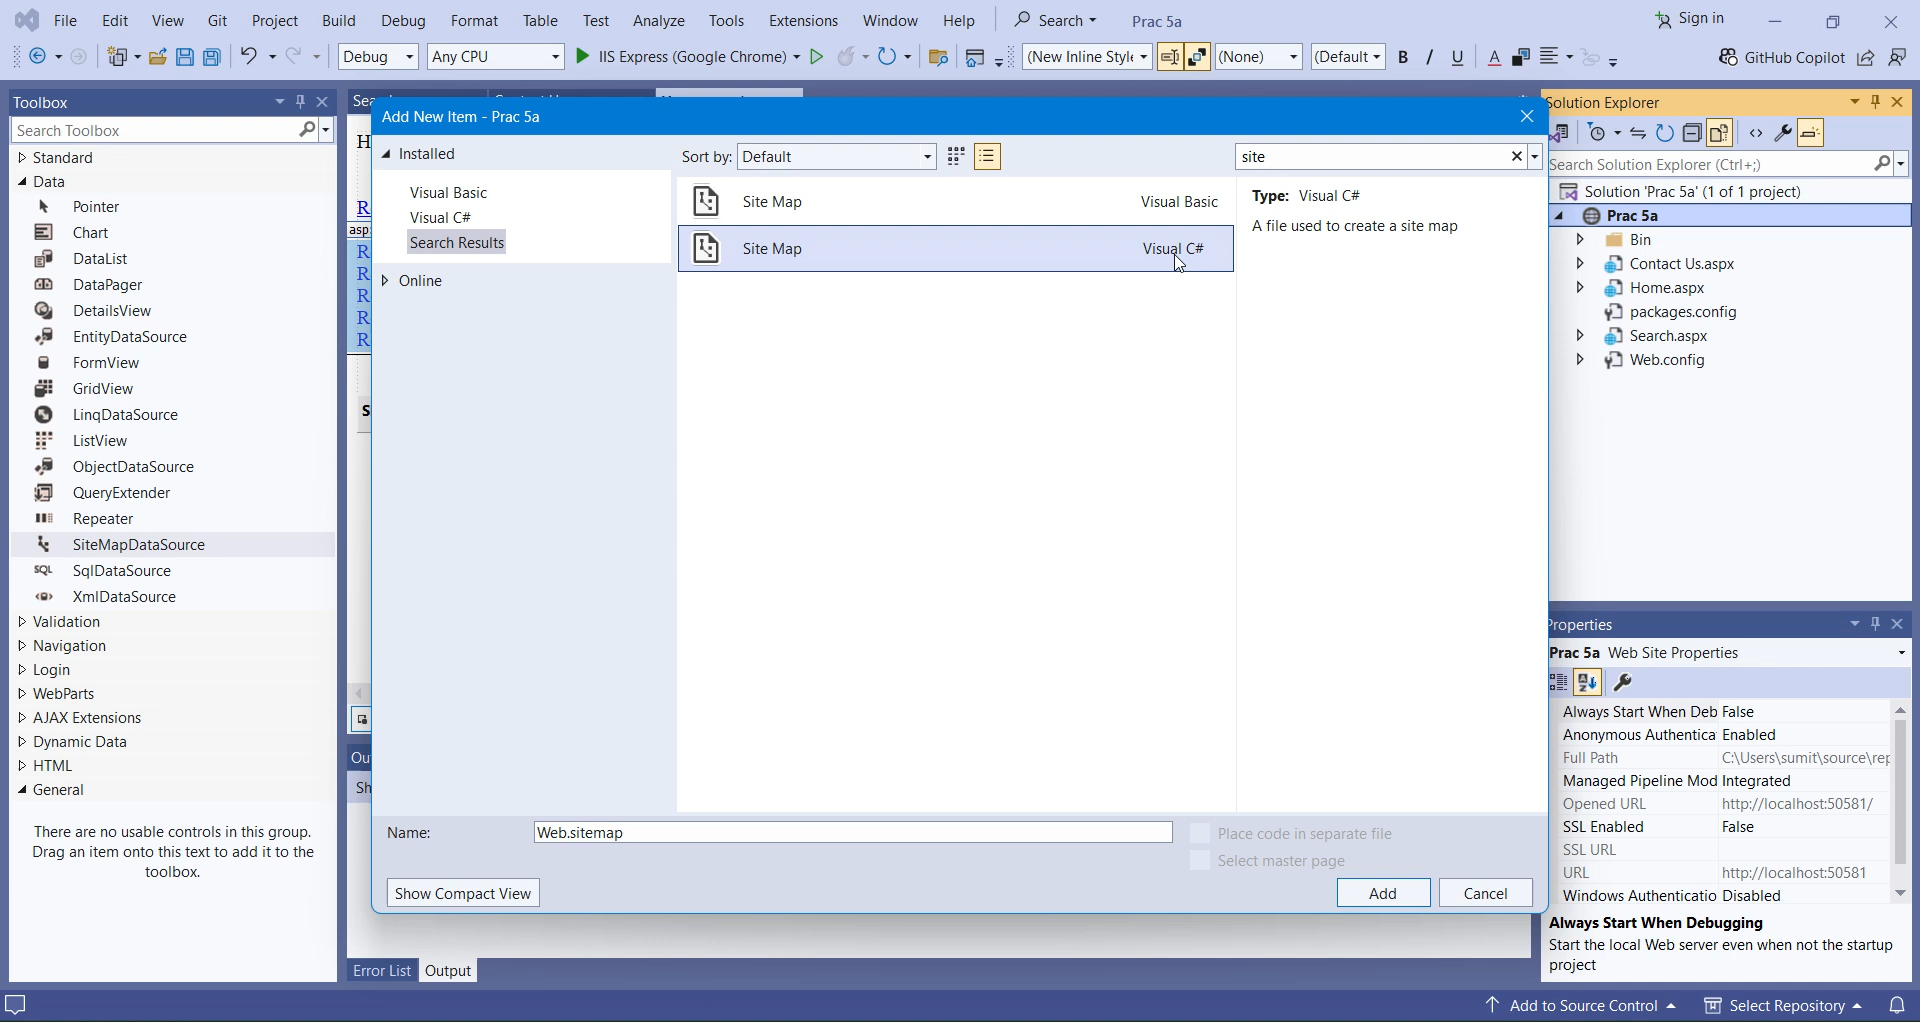 File Edit View Git Project Build Debug Format Table Test Analyze Tools Extensions Window Help Search Prac 5a Sign in
Debug Any CPU IIS Express (Google Chrome) (New Inline Style (None) (Default B I U A GitHub Copilot
Toolbox
Search Toolbox
Standard
Data
Pointer
Chart
DataList
DataPager
DetailsView
EntityDataSource
FormView
GridView
LinqDataSource
ListView
ObjectDataSource
QueryExtender
Repeater
SiteMapDataSource
SQL SqlDataSource
XmlDataSource
Validation
Navigation
Login
WebParts
AJAX Extensions
Dynamic Data
HTML
General
There are no usable controls in this group.
Drag an item onto this text to add it to the
toolbox.
Add New Item - Prac 5a
Installed
Visual Basic
Visual C#
Search Results
Online
Sort by: Default
site
Site Map Visual Basic
Site Map Visual C#
Type: Visual C#
A file used to create a site map
Name: Web.sitemap
Place code in separate file
Select master page
Show Compact View
Add Cancel
Error List Output
Solution Explorer
Search Solution Explorer (Ctrl+;)
Solution 'Prac 5a' (1 of 1 project)
Prac 5a
Bin
Contact Us.aspx
Home.aspx
packages.config
Search.aspx
Web.config
Properties
Prac 5a Web Site Properties
Always Start When Deb False
Anonymous Authentica Enabled
Full Path C:\Users\sumit\source\rep
Managed Pipeline Mod Integrated
Opened URL http://localhost:50581/
SSL Enabled False
SSL URL
URL http://localhost:50581
Windows Authenticatio Disabled
Always Start When Debugging
Start the local Web server even when not the startup
project
Add to Source Control Select Repository